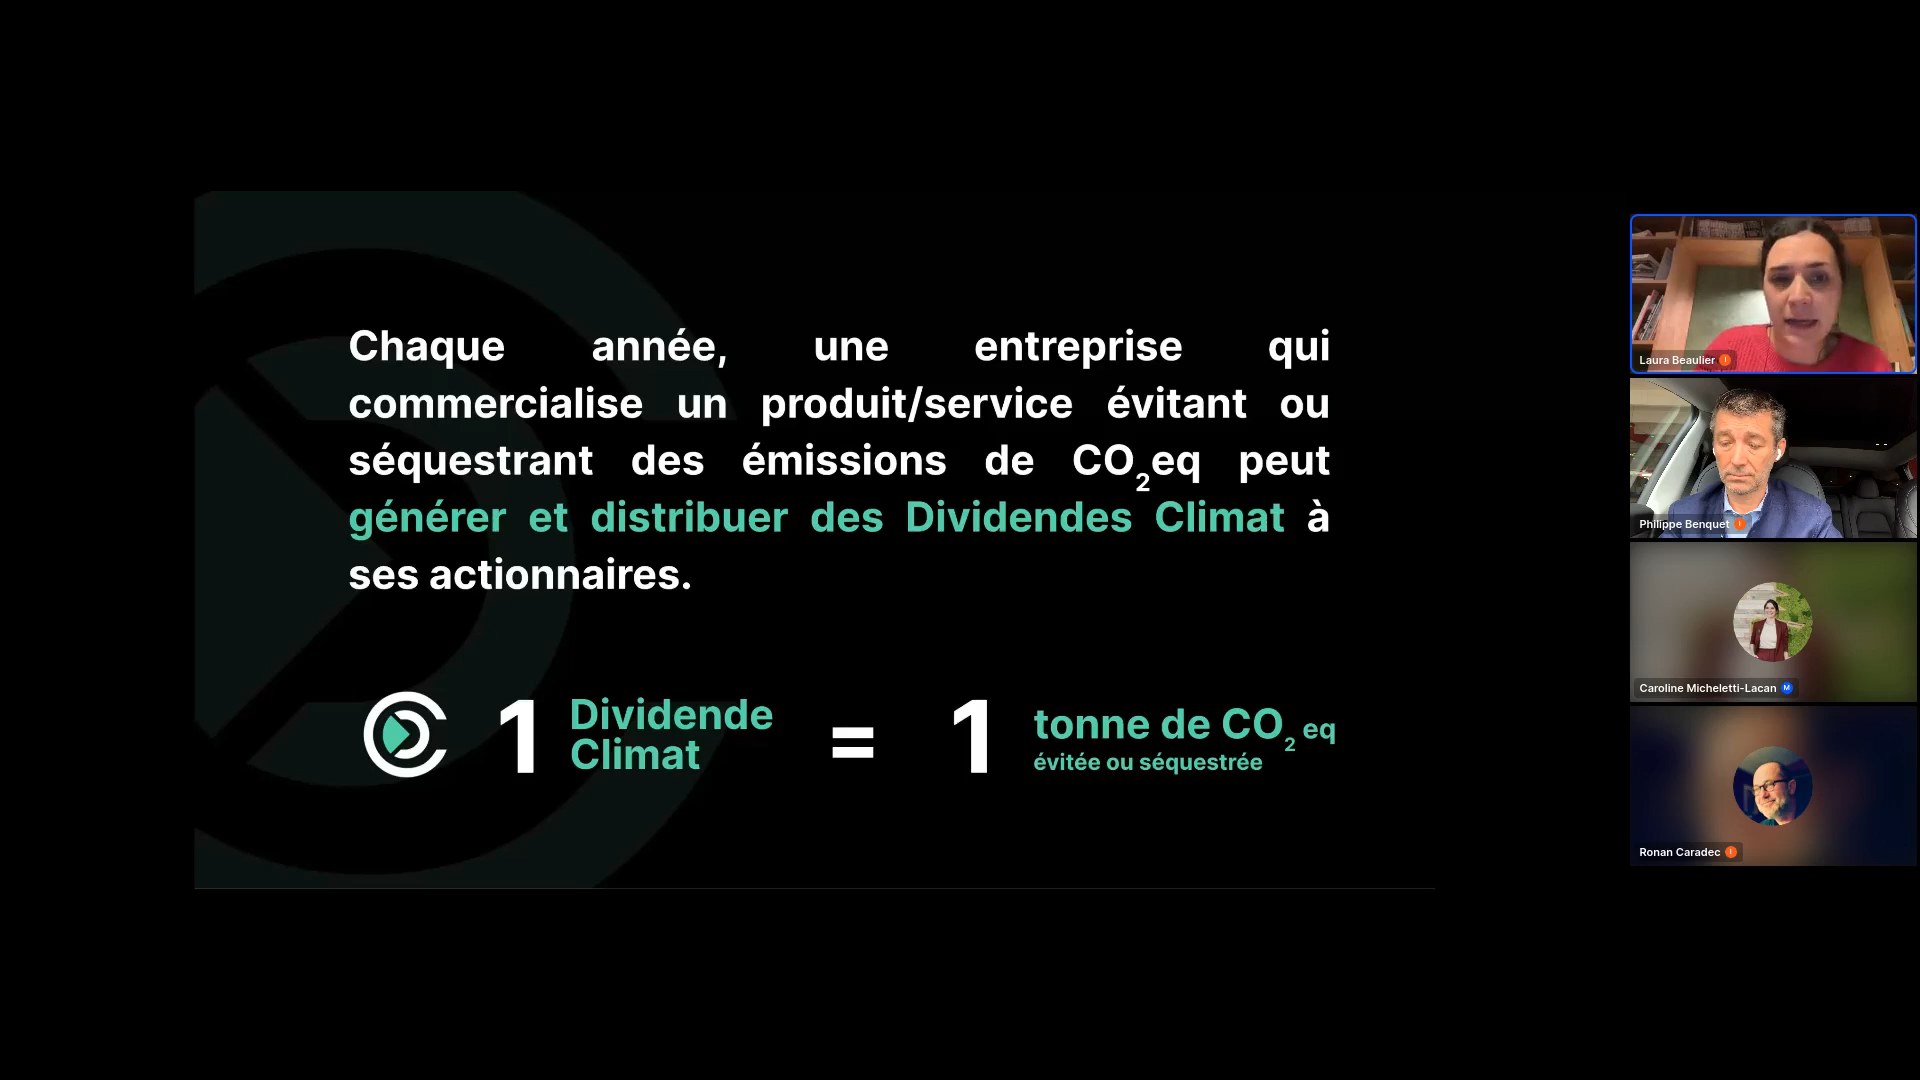 Chaque année, une entreprise qui
commercialise un produit/service évitant ou
séquestrant des émissions de CO₂eq peut
générer et distribuer des Dividendes Climat à
ses actionnaires.
1 Dividende Climat = 1 tonne de CO₂ eq
évitée ou séquestrée
Laura Beaulier I
Philippe Benquet I
Caroline Micheletti-Lacan M
Ronan Caradec I